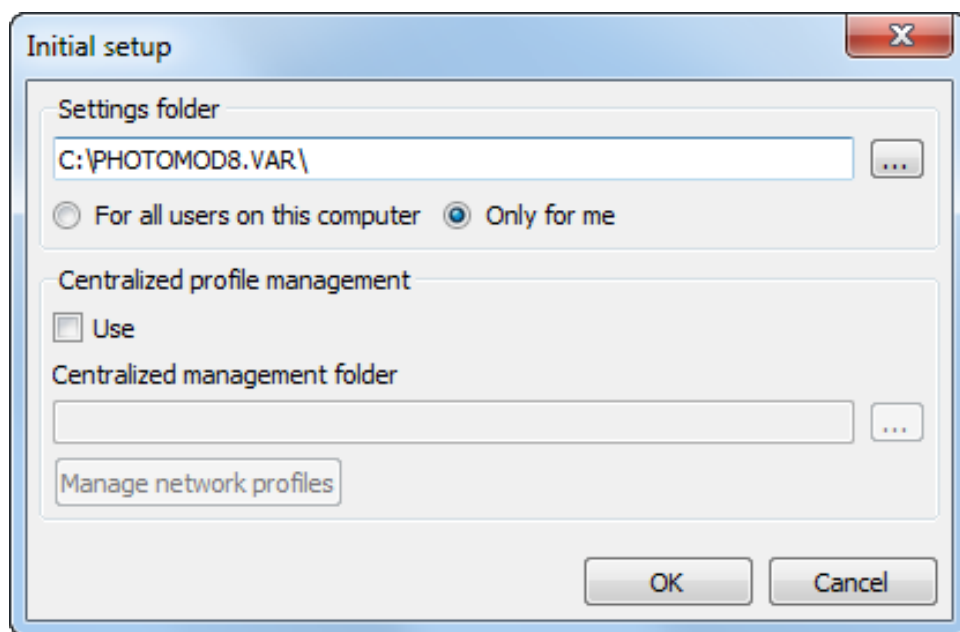 Initial setup
Settings folder
C:\PHOTOMOD8.VAR\ ...
For all users on this computer Only for me
Centralized profile management
Use
Centralized management folder
...
Manage network profiles
OK Cancel